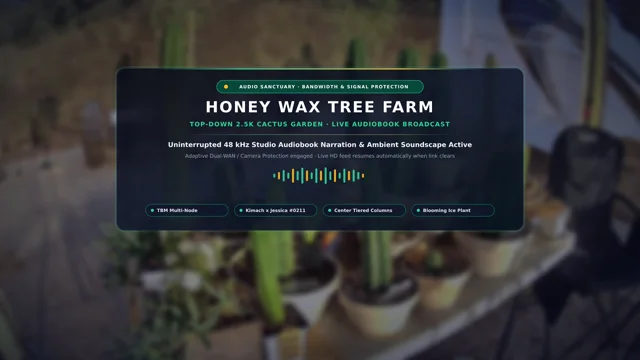 AUDIO SANCTUARY · BANDWIDTH & SIGNAL PROTECTION
HONEY WAX TREE FARM
TOP-DOWN 2.5K CACTUS GARDEN · LIVE AUDIOBOOK BROADCAST
Uninterrupted 48 kHz Studio Audiobook Narration & Ambient Soundscape Active
Adaptive Dual-WAN / Camera Protection engaged · Live HD feed resumes automatically when link clears
TBM Multi-Node
Kimach x Jessica #0211
Center Tiered Columns
Blooming Ice Plant